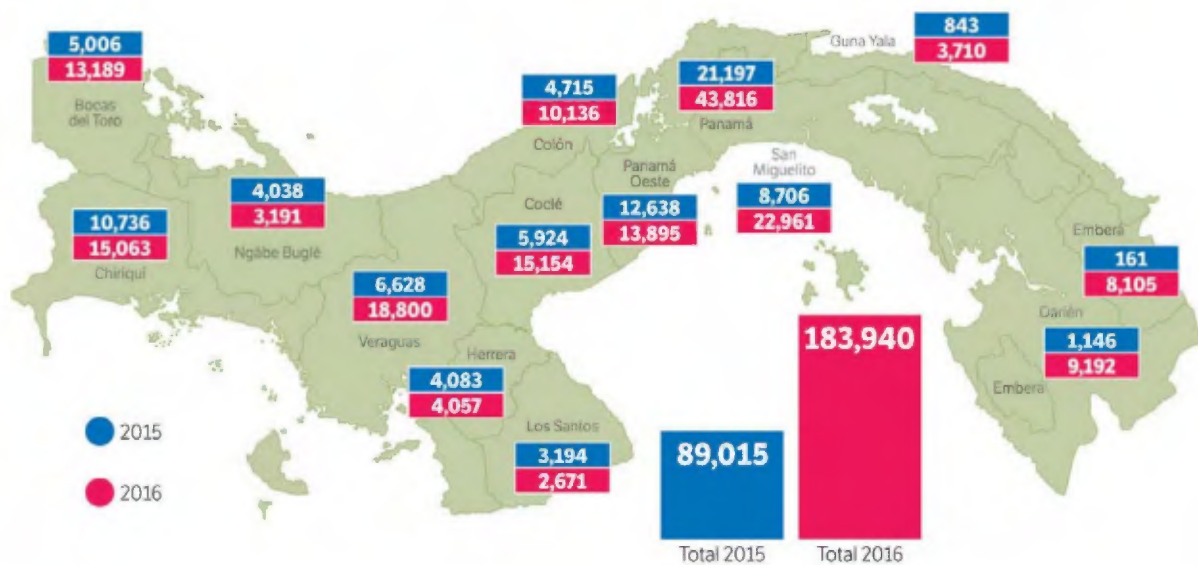 5,006
13,189
Bocas
del Toro
4,715
10,136
Colón
21,197
43,816
Panamá
Guna Yala
843
3,710
10,736
15,063
Chiriquí
4,038
3,191
Ngäbe Buglé
Coclé
5,924
15,154
Panamá
Oeste
12,638
13,895
San
Miguelito
8,706
22,961
Emberá
161
8,105
6,628
18,800
Veraguas
Herrera
4,083
4,057
Los Santos
3,194
2,671
Darién
1,146
9,192
Embera
2015
2016
89,015
Total 2015
183,940
Total 2016